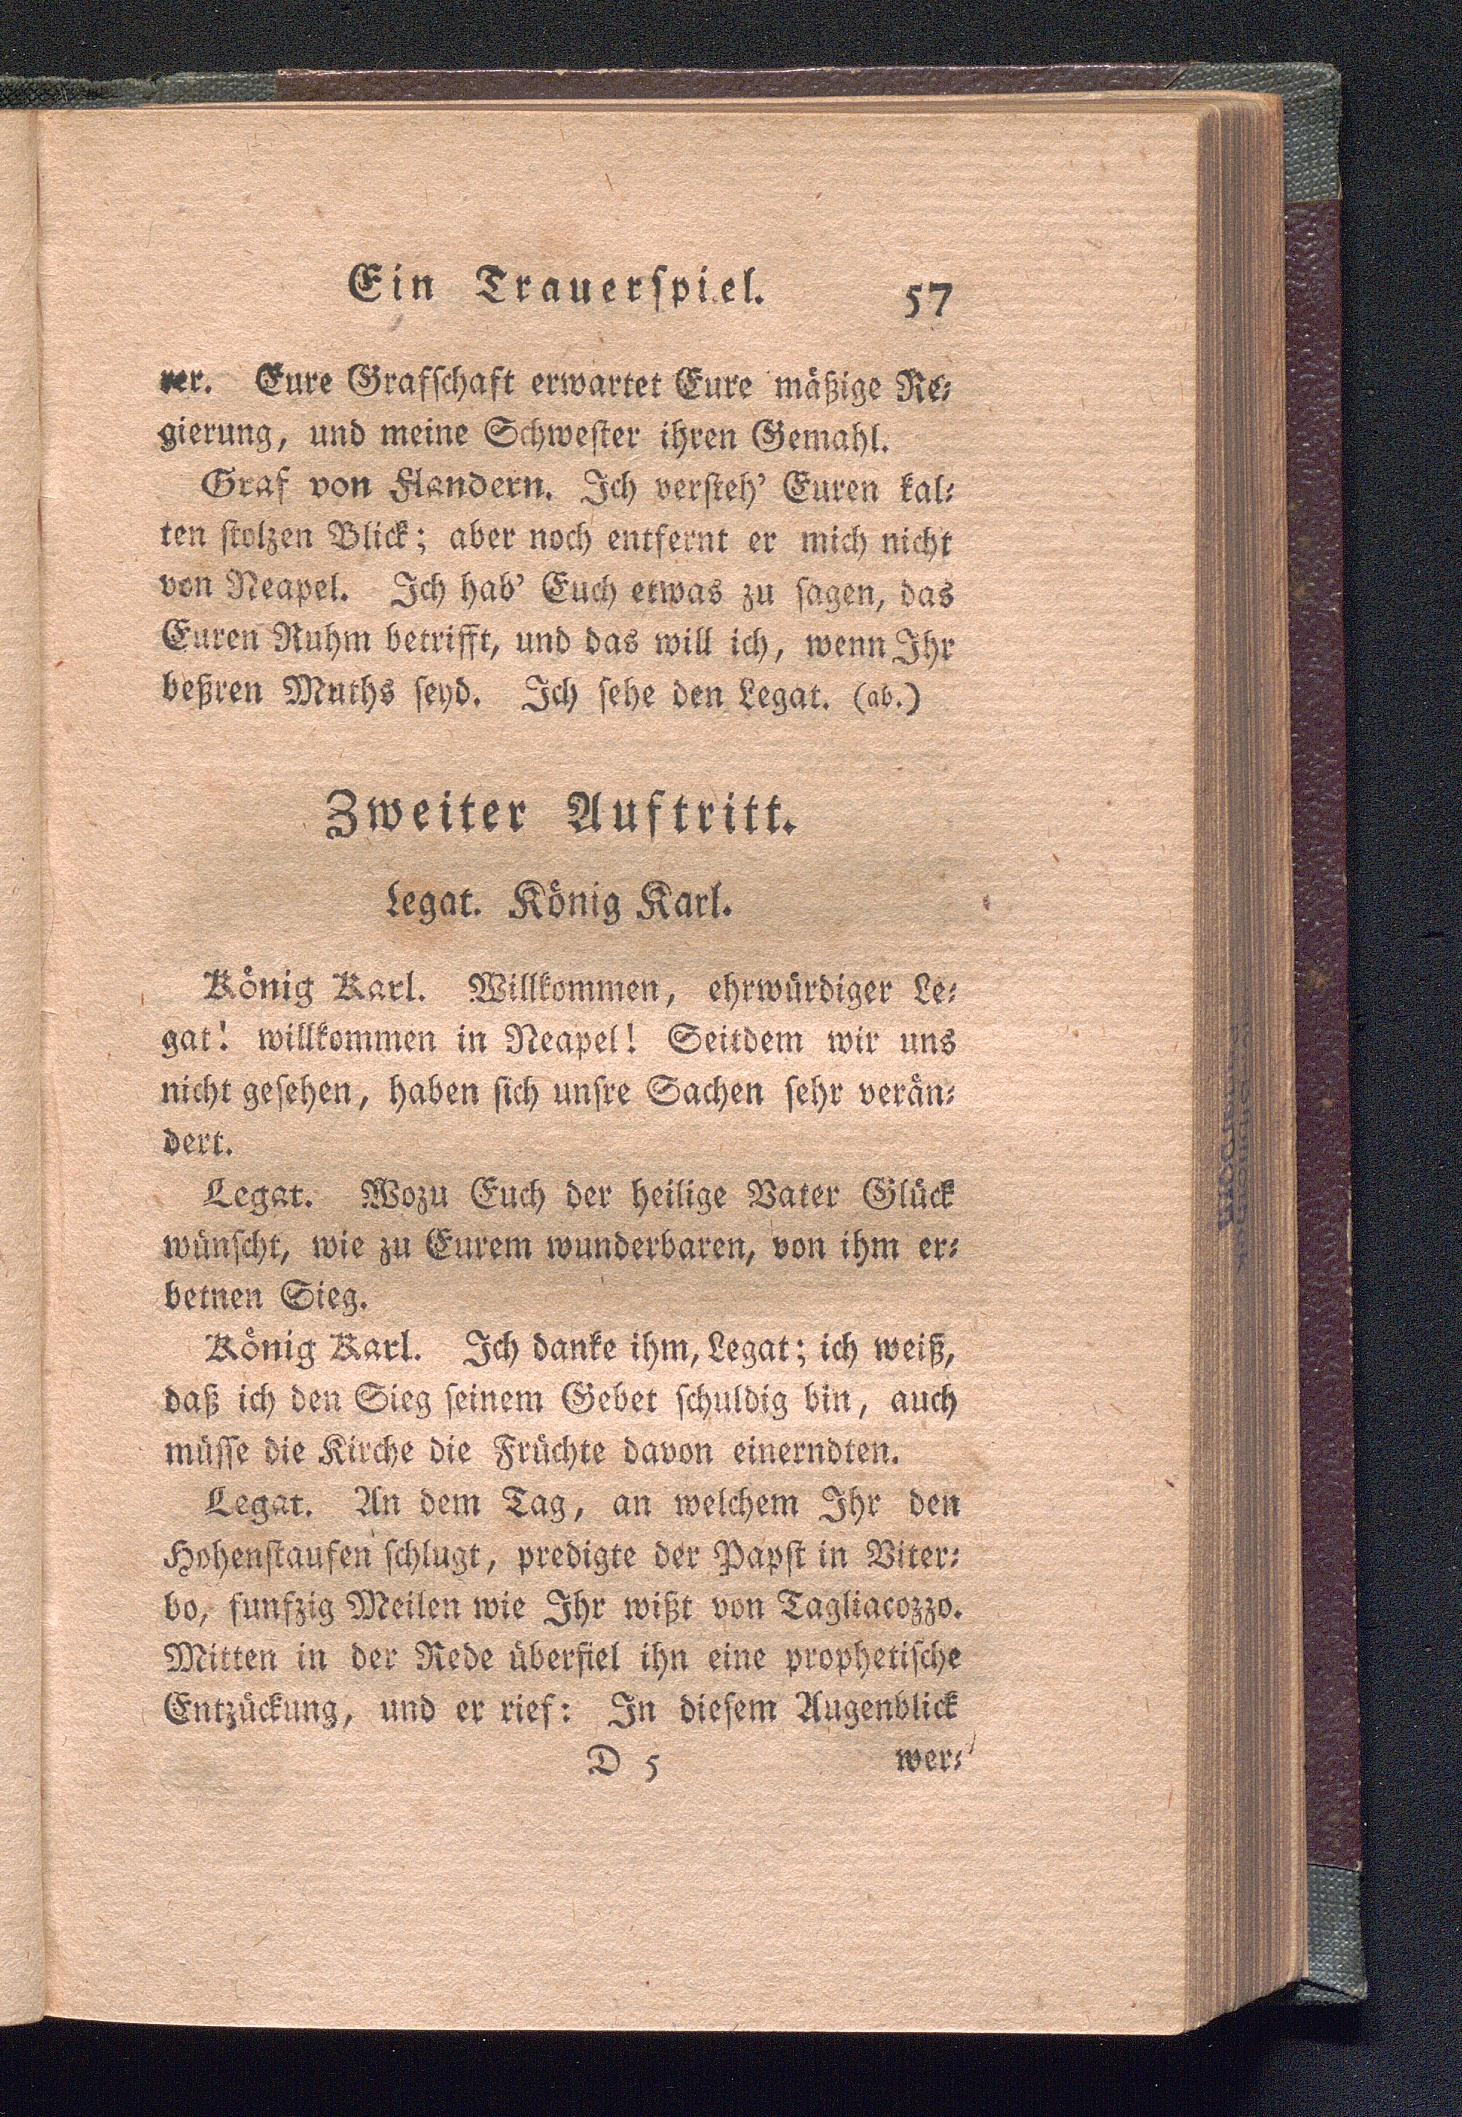 Ein Trauerspiel. 57
rer. Eure Grafschaft erwartet Eure mäßige Re-
gierung, und meine Schwester ihren Gemahl.
Graf von Flandern. Ich versteh' Euren kal-
ten stolzen Blick; aber noch entfernt er mich nicht
von Neapel. Ich hab' Euch etwas zu sagen, das
Euren Ruhm betrifft, und das will ich, wenn Ihr
beßren Muths seyd. Ich sehe den Legat. (ab.)
Zweiter Auftritt.
Legat. König Karl.
König Karl. Willkommen, ehrwürdiger Le-
gat! willkommen in Neapel! Seitdem wir uns
nicht gesehen, haben sich unsre Sachen sehr verän-
dert.
Legat. Wozu Euch der heilige Vater Glück
wünscht, wie zu Eurem wunderbaren, von ihm er-
betnen Sieg.
König Karl. Ich danke ihm, Legat; ich weiß,
daß ich den Sieg seinem Gebet schuldig bin, auch
müsse die Kirche die Früchte davon einerndten.
Legat. An dem Tag, an welchem Ihr den
Hohenstaufen schlugt, predigte der Papst in Viter-
bo, funfzig Meilen wie Ihr wißt von Tagliacozzo.
Mitten in der Rede überfiel ihn eine prophetische
Entzückung, und er rief: In diesem Augenblick
D 5 wer-